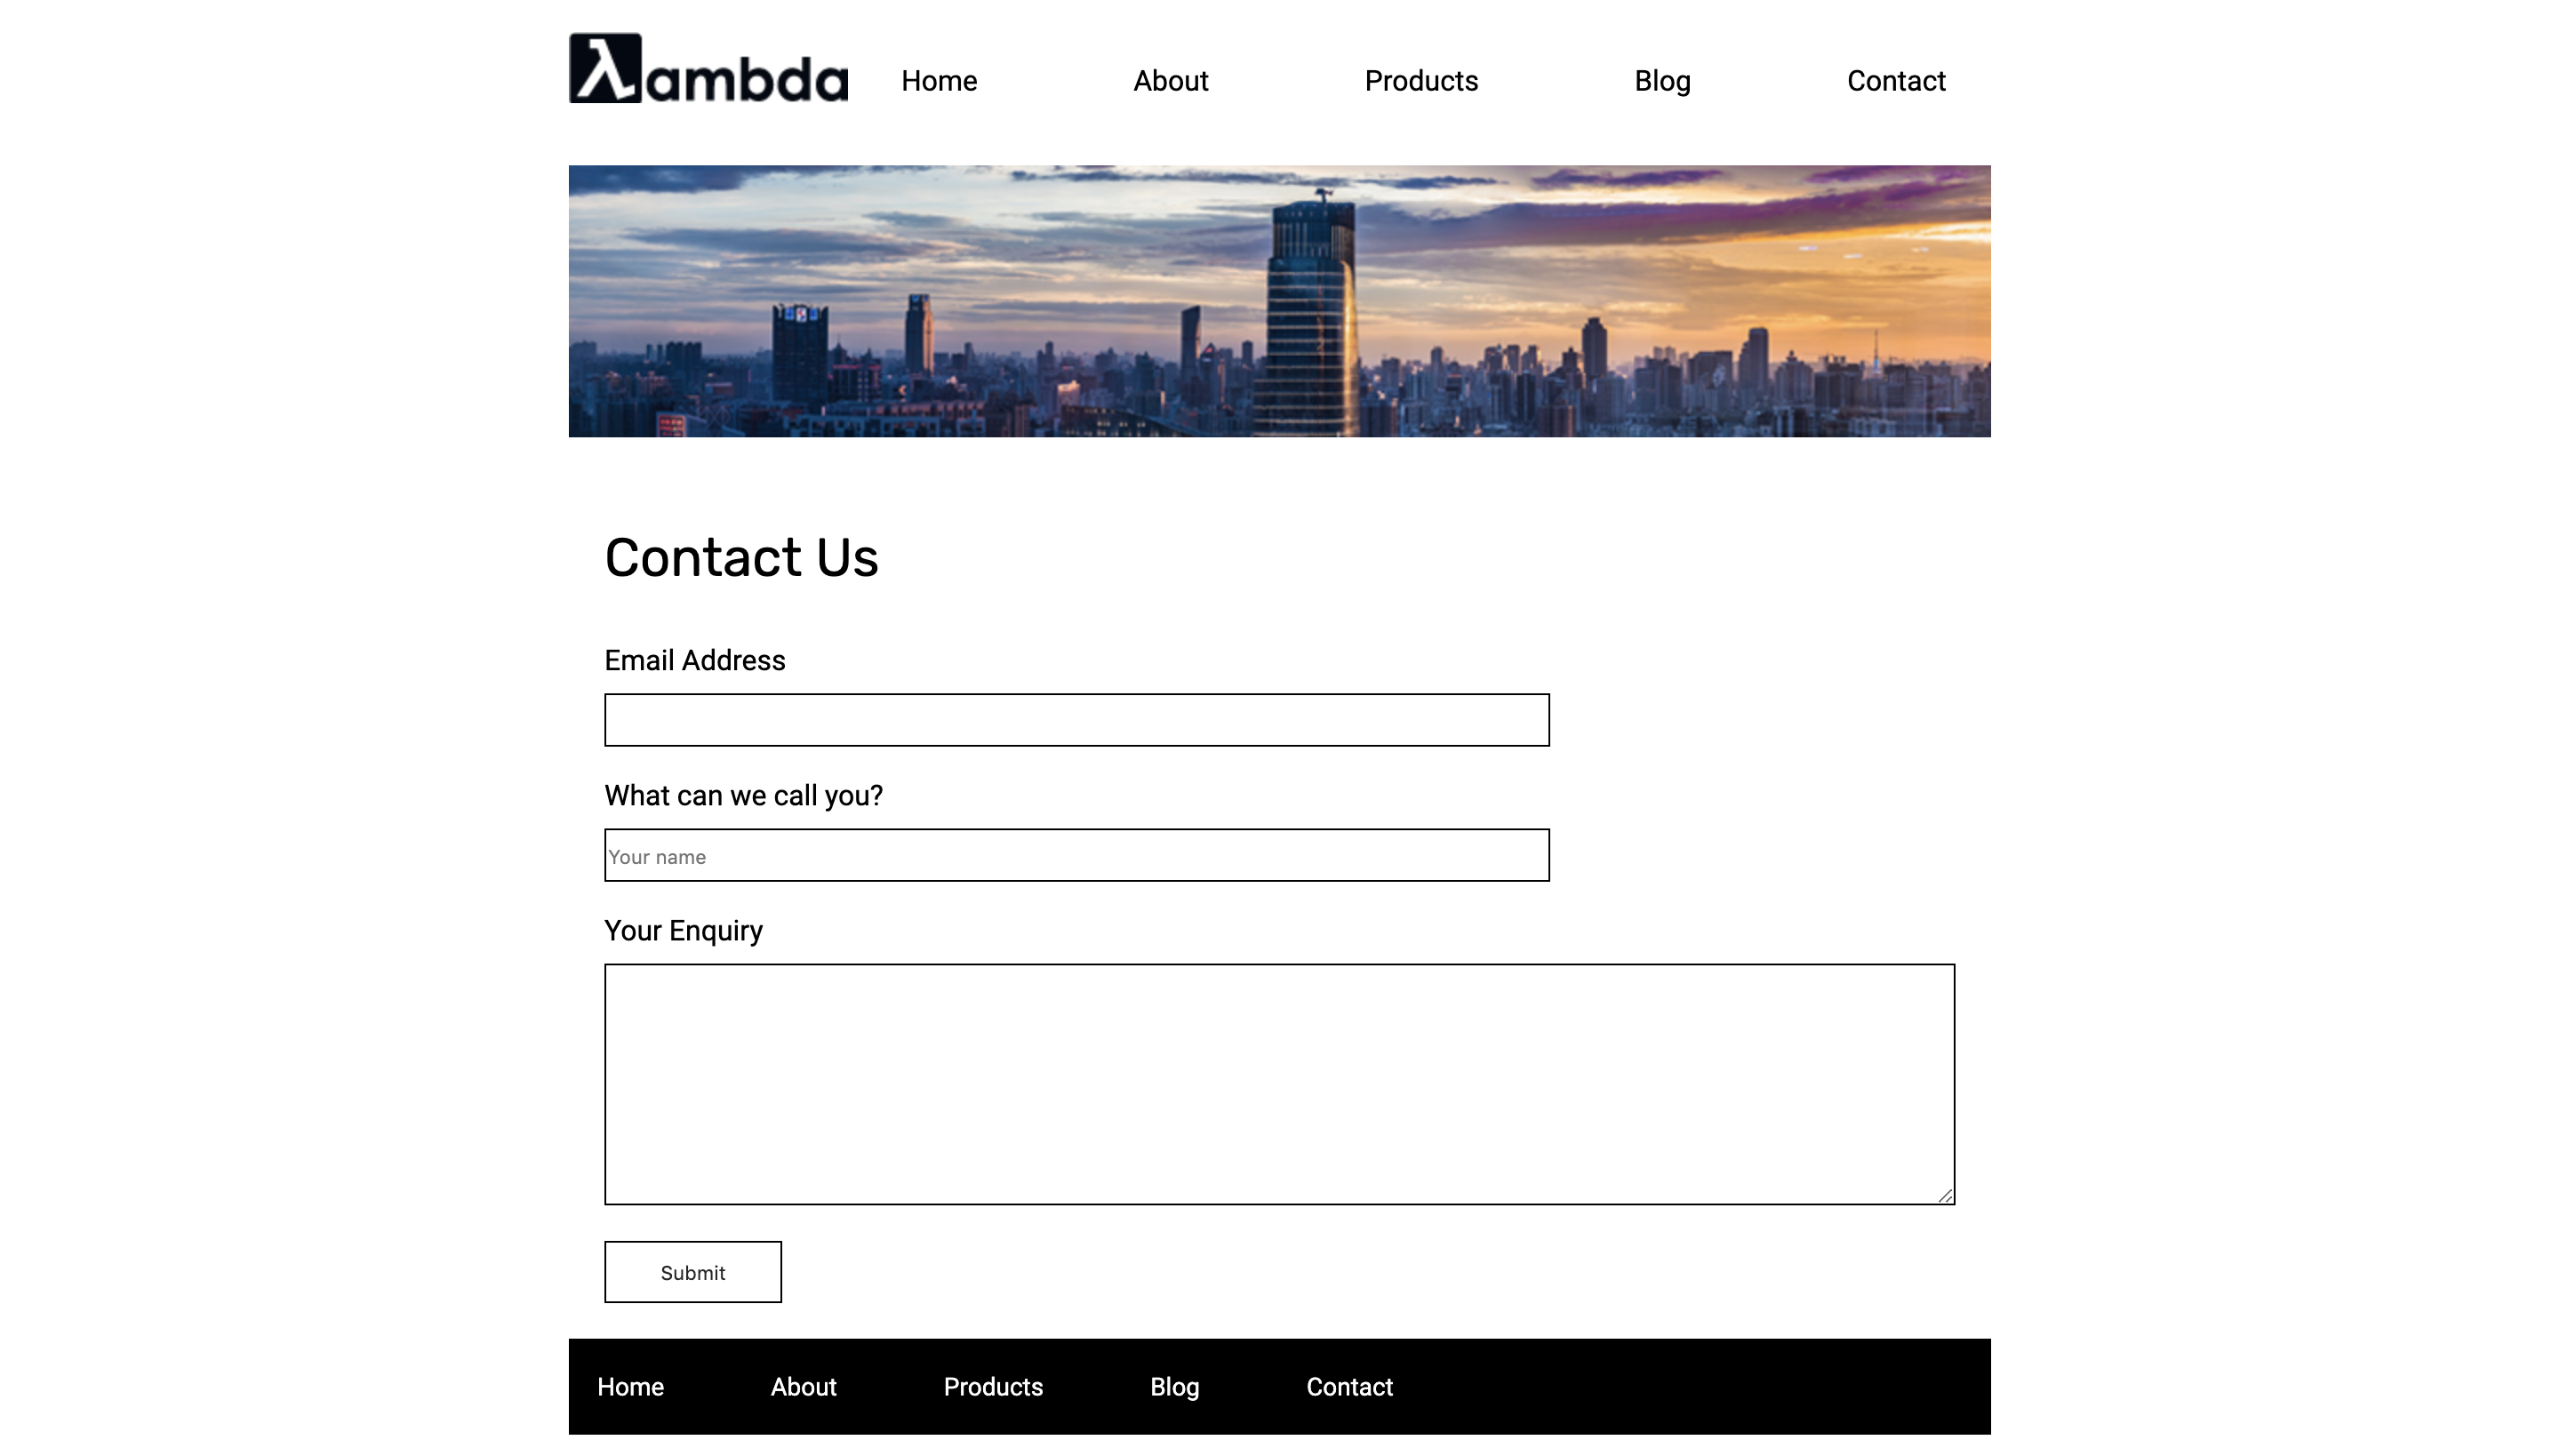 λambda
Home About Products Blog Contact
Contact Us
Email Address
What can we call you?
Your name
Your Enquiry
Submit
Home About Products Blog Contact